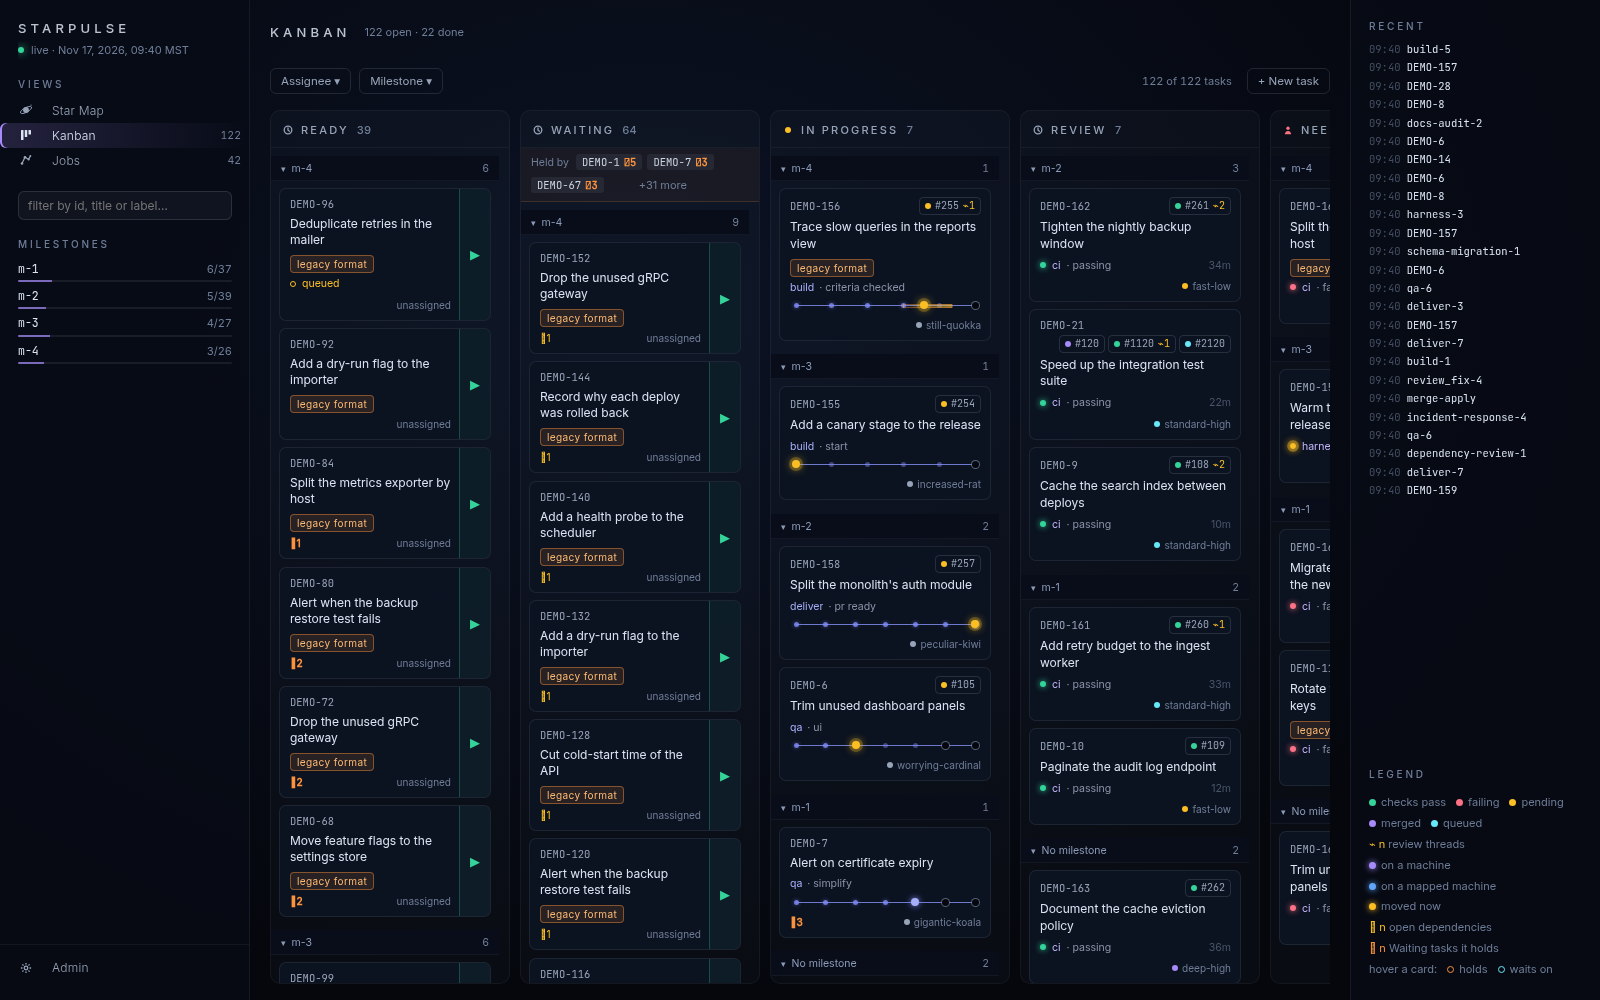 STARPULSE
live · Nov 17, 2026, 09:40 MST
VIEWS
Star Map
Kanban 122
Jobs 42
filter by id, title or label...
MILESTONES
m-1 6/37
m-2 5/39
m-3 4/27
m-4 3/26
Admin
KANBAN 122 open · 22 done
Assignee ▾ Milestone ▾ 122 of 122 tasks + New task
READY 39
▾ m-4 6
DEMO-96
Deduplicate retries in the
mailer
legacy format
queued
unassigned
DEMO-92
Add a dry-run flag to the
importer
legacy format
unassigned
DEMO-84
Split the metrics exporter by
host
legacy format
1 unassigned
DEMO-80
Alert when the backup
restore test fails
legacy format
2 unassigned
DEMO-72
Drop the unused gRPC
gateway
legacy format
2 unassigned
DEMO-68
Move feature flags to the
settings store
legacy format
2 unassigned
▾ m-3 6
DEMO-99
WAITING 64
Held by DEMO-1 5 DEMO-7 3
DEMO-67 3 +31 more
▾ m-4 9
DEMO-152
Drop the unused gRPC
gateway
legacy format
1 unassigned
DEMO-144
Record why each deploy
was rolled back
legacy format
1 unassigned
DEMO-140
Add a health probe to the
scheduler
legacy format
1 unassigned
DEMO-132
Add a dry-run flag to the
importer
legacy format
1 unassigned
DEMO-128
Cut cold-start time of the
API
legacy format
1 unassigned
DEMO-120
Alert when the backup
restore test fails
legacy format
1 unassigned
DEMO-116
IN PROGRESS 7
▾ m-4 1
DEMO-156 #255 ⌁1
Trace slow queries in the reports
view
legacy format
build · criteria checked
still-quokka
▾ m-3 1
DEMO-155 #254
Add a canary stage to the release
build · start
increased-rat
▾ m-2 2
DEMO-158 #257
Split the monolith's auth module
deliver · pr ready
peculiar-kiwi
DEMO-6 #105
Trim unused dashboard panels
qa · ui
worrying-cardinal
▾ m-1 1
DEMO-7
Alert on certificate expiry
qa · simplify
3 gigantic-koala
▾ No milestone 2
REVIEW 7
▾ m-2 3
DEMO-162 #261 ⌁2
Tighten the nightly backup
window
ci · passing 34m
fast-low
DEMO-21
#120 #1120 ⌁1 #2120
Speed up the integration test
suite
ci · passing 22m
standard-high
DEMO-9 #108 ⌁2
Cache the search index between
deploys
ci · passing 10m
standard-high
▾ m-1 2
DEMO-161 #260 ⌁1
Add retry budget to the ingest
worker
ci · passing 33m
standard-high
DEMO-10 #109
Paginate the audit log endpoint
ci · passing 12m
fast-low
▾ No milestone 2
DEMO-163 #262
Document the cache eviction
policy
ci · passing 36m
deep-high
NEE
▾ m-4
DEMO-16
Split th
host
legacy
ci · fa
▾ m-3
DEMO-15
Warm t
release
harne
▾ m-1
DEMO-16
Migrate
the new
ci · fa
DEMO-11
Rotate
keys
legacy
ci · fa
▾ No mile
DEMO-16
Trim un
panels
ci · fa
RECENT
09:40 build-5
09:40 DEMO-157
09:40 DEMO-28
09:40 DEMO-8
09:40 docs-audit-2
09:40 DEMO-6
09:40 DEMO-14
09:40 DEMO-6
09:40 DEMO-8
09:40 harness-3
09:40 DEMO-157
09:40 schema-migration-1
09:40 DEMO-6
09:40 qa-6
09:40 deliver-3
09:40 DEMO-157
09:40 deliver-7
09:40 build-1
09:40 review_fix-4
09:40 merge-apply
09:40 incident-response-4
09:40 qa-6
09:40 dependency-review-1
09:40 deliver-7
09:40 DEMO-159
LEGEND
checks pass failing pending
merged queued
⌁ n review threads
on a machine
on a mapped machine
moved now
n open dependencies
n Waiting tasks it holds
hover a card: holds waits on